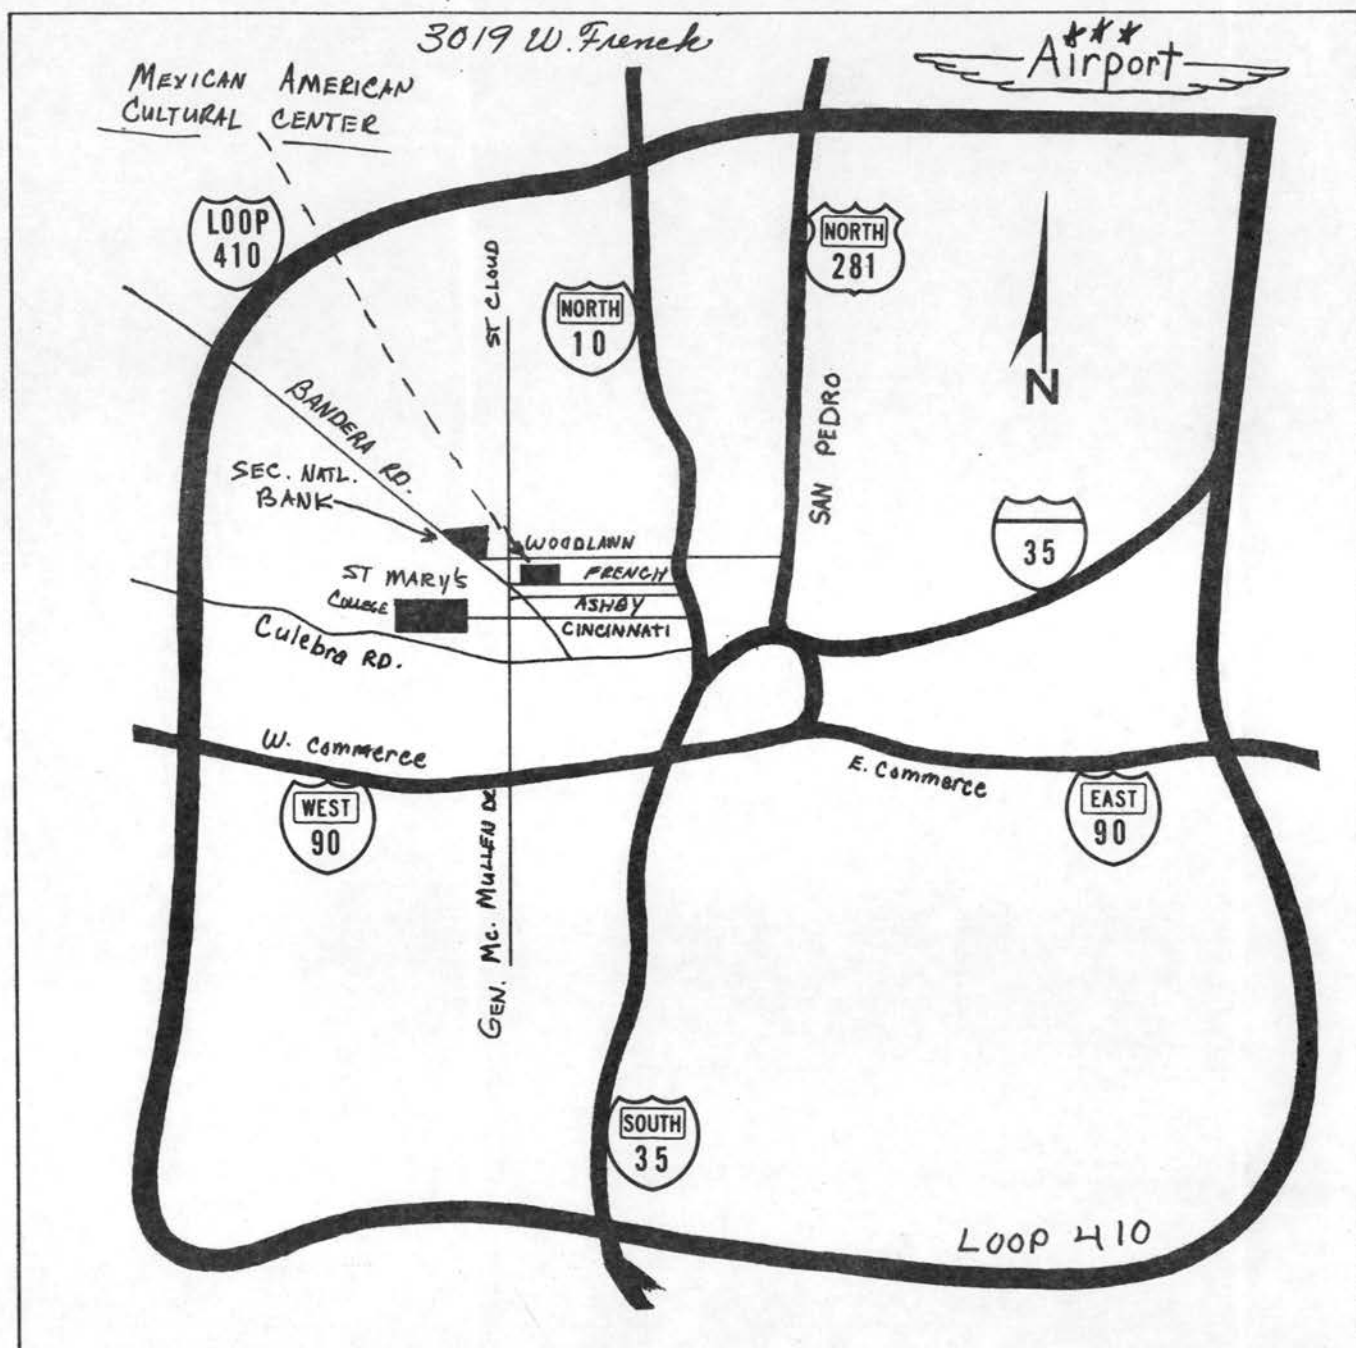 3019 W. French
***
Airport
MEXICAN AMERICAN
CULTURAL CENTER
LOOP
410
NORTH
281
ST CLOUD
NORTH
10
N
BANDERA RD.
SAN PEDRO
SEC. NATL.
BANK
WOODLAWN
35
ST MARY'S
COLLEGE
FRENCH
ASHBY
CINCINNATI
Culebra RD.
W. Commerce
E. Commerce
WEST
90
EAST
90
GEN. Mc. MULLEN DR
SOUTH
35
LOOP 410